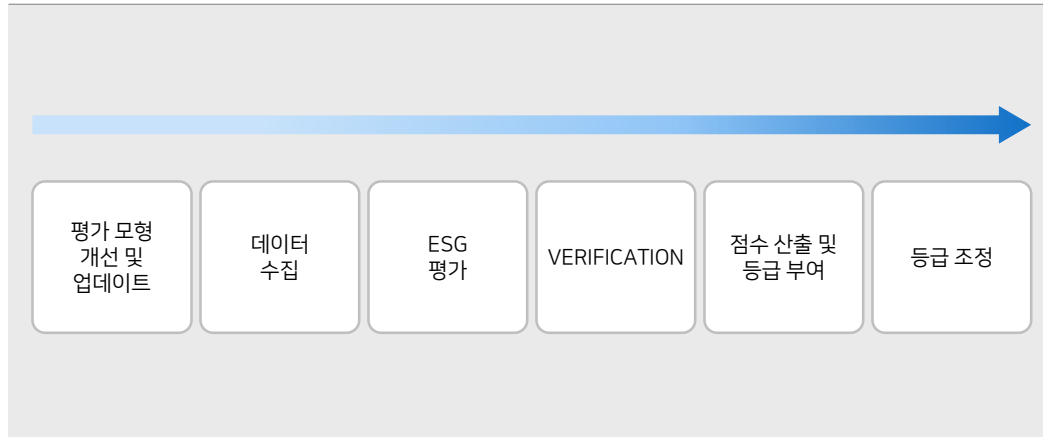 평가 모형
개선 및
업데이트
데이터
수집
ESG
평가
VERIFICATION
점수 산출 및
등급 부여
등급 조정